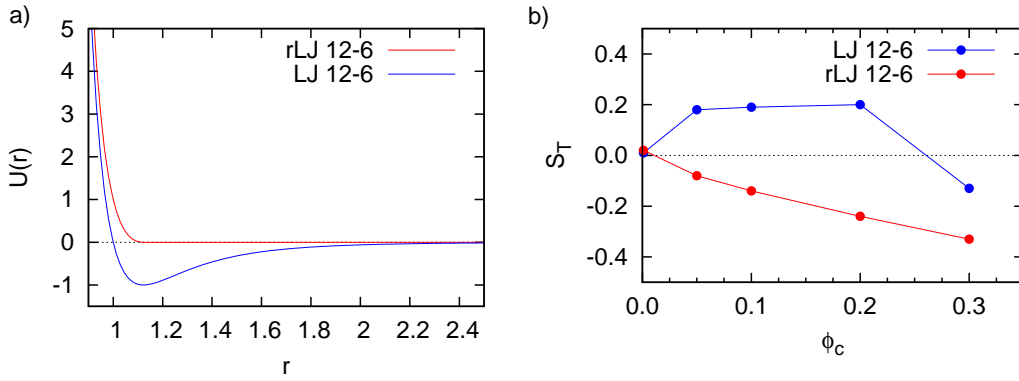 a)
U(r)
5
4
3
2
1
0
-1
rLJ 12-6
LJ 12-6
1 1.2 1.4 1.6 1.8 2 2.2 2.4
r
b)
S_T
0.4
0.2
0.0
-0.2
-0.4
LJ 12-6
rLJ 12-6
0.0 0.1 0.2 0.3
ϕ_c